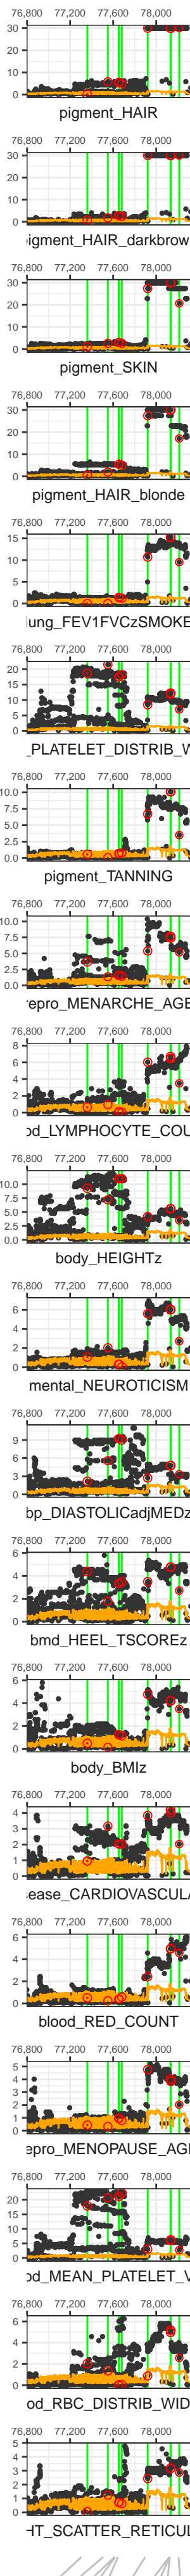 76,800 77,200 77,600 78,000
30
20
10
0
pigment_HAIR
76,800 77,200 77,600 78,000
30
20
10
0
pigment_HAIR_darkbrow
76,800 77,200 77,600 78,000
30
20
10
0
pigment_SKIN
76,800 77,200 77,600 78,000
30
20
10
0
pigment_HAIR_blonde
76,800 77,200 77,600 78,000
15
10
5
0
lung_FEV1FVCzSMOKE
76,800 77,200 77,600 78,000
20
15
10
5
0
_PLATELET_DISTRIB_W
76,800 77,200 77,600 78,000
10.0
7.5
5.0
2.5
0.0
pigment_TANNING
76,800 77,200 77,600 78,000
10.0
7.5
5.0
2.5
0.0
repro_MENARCHE_AGE
76,800 77,200 77,600 78,000
8
6
4
2
0
od_LYMPHOCYTE_COU
76,800 77,200 77,600 78,000
10.0
7.5
5.0
2.5
0.0
body_HEIGHTz
76,800 77,200 77,600 78,000
6
4
2
0
mental_NEUROTICISM
76,800 77,200 77,600 78,000
9
6
3
0
bp_DIASTOLICadjMEDz
76,800 77,200 77,600 78,000
6
4
2
0
bmd_HEEL_TSCOREz
76,800 77,200 77,600 78,000
6
4
2
0
body_BMIz
76,800 77,200 77,600 78,000
4
3
2
1
0
ease_CARDIOVASCULA
76,800 77,200 77,600 78,000
6
4
2
0
blood_RED_COUNT
76,800 77,200 77,600 78,000
5
4
3
2
1
0
epro_MENOPAUSE_AGE
76,800 77,200 77,600 78,000
20
15
10
5
0
od_MEAN_PLATELET_V
76,800 77,200 77,600 78,000
6
4
2
0
od_RBC_DISTRIB_WID
76,800 77,200 77,600 78,000
5
4
3
2
1
0
HT_SCATTER_RETICUL